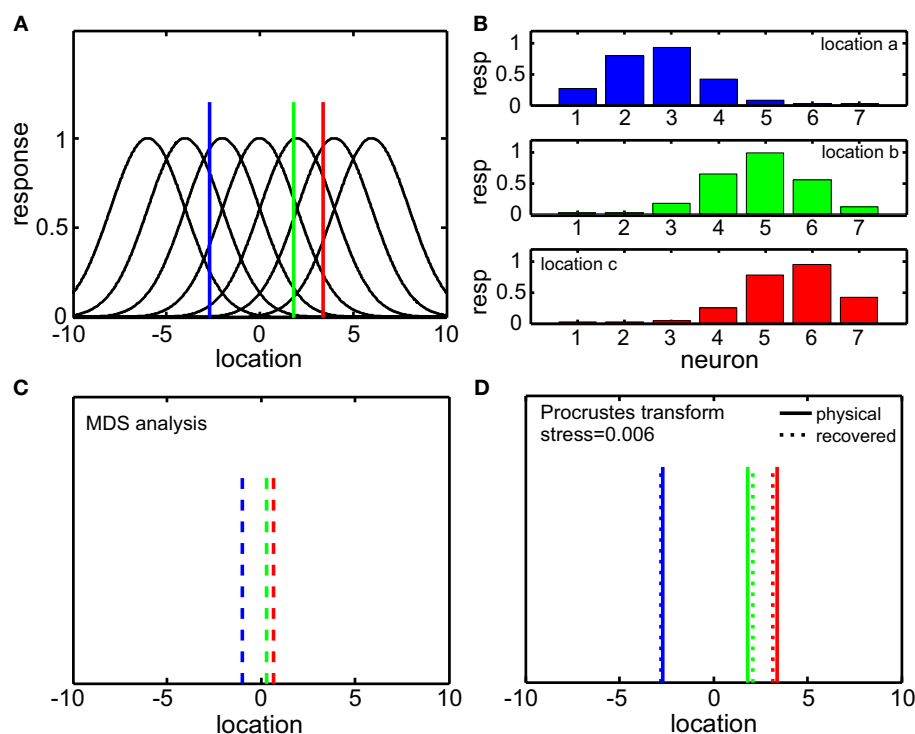 A
response
1
0.5
0
-10 -5 0 5 10
location
B
resp
1
0.5
0
location a
1 2 3 4 5 6 7
resp
1
0.5
0
location b
1 2 3 4 5 6 7
resp
1
0.5
0
location c
1 2 3 4 5 6 7
neuron
C
MDS analysis
-10 -5 0 5 10
location
D
Procrustes transform
stress=0.006
physical
recovered
-10 -5 0 5 10
location